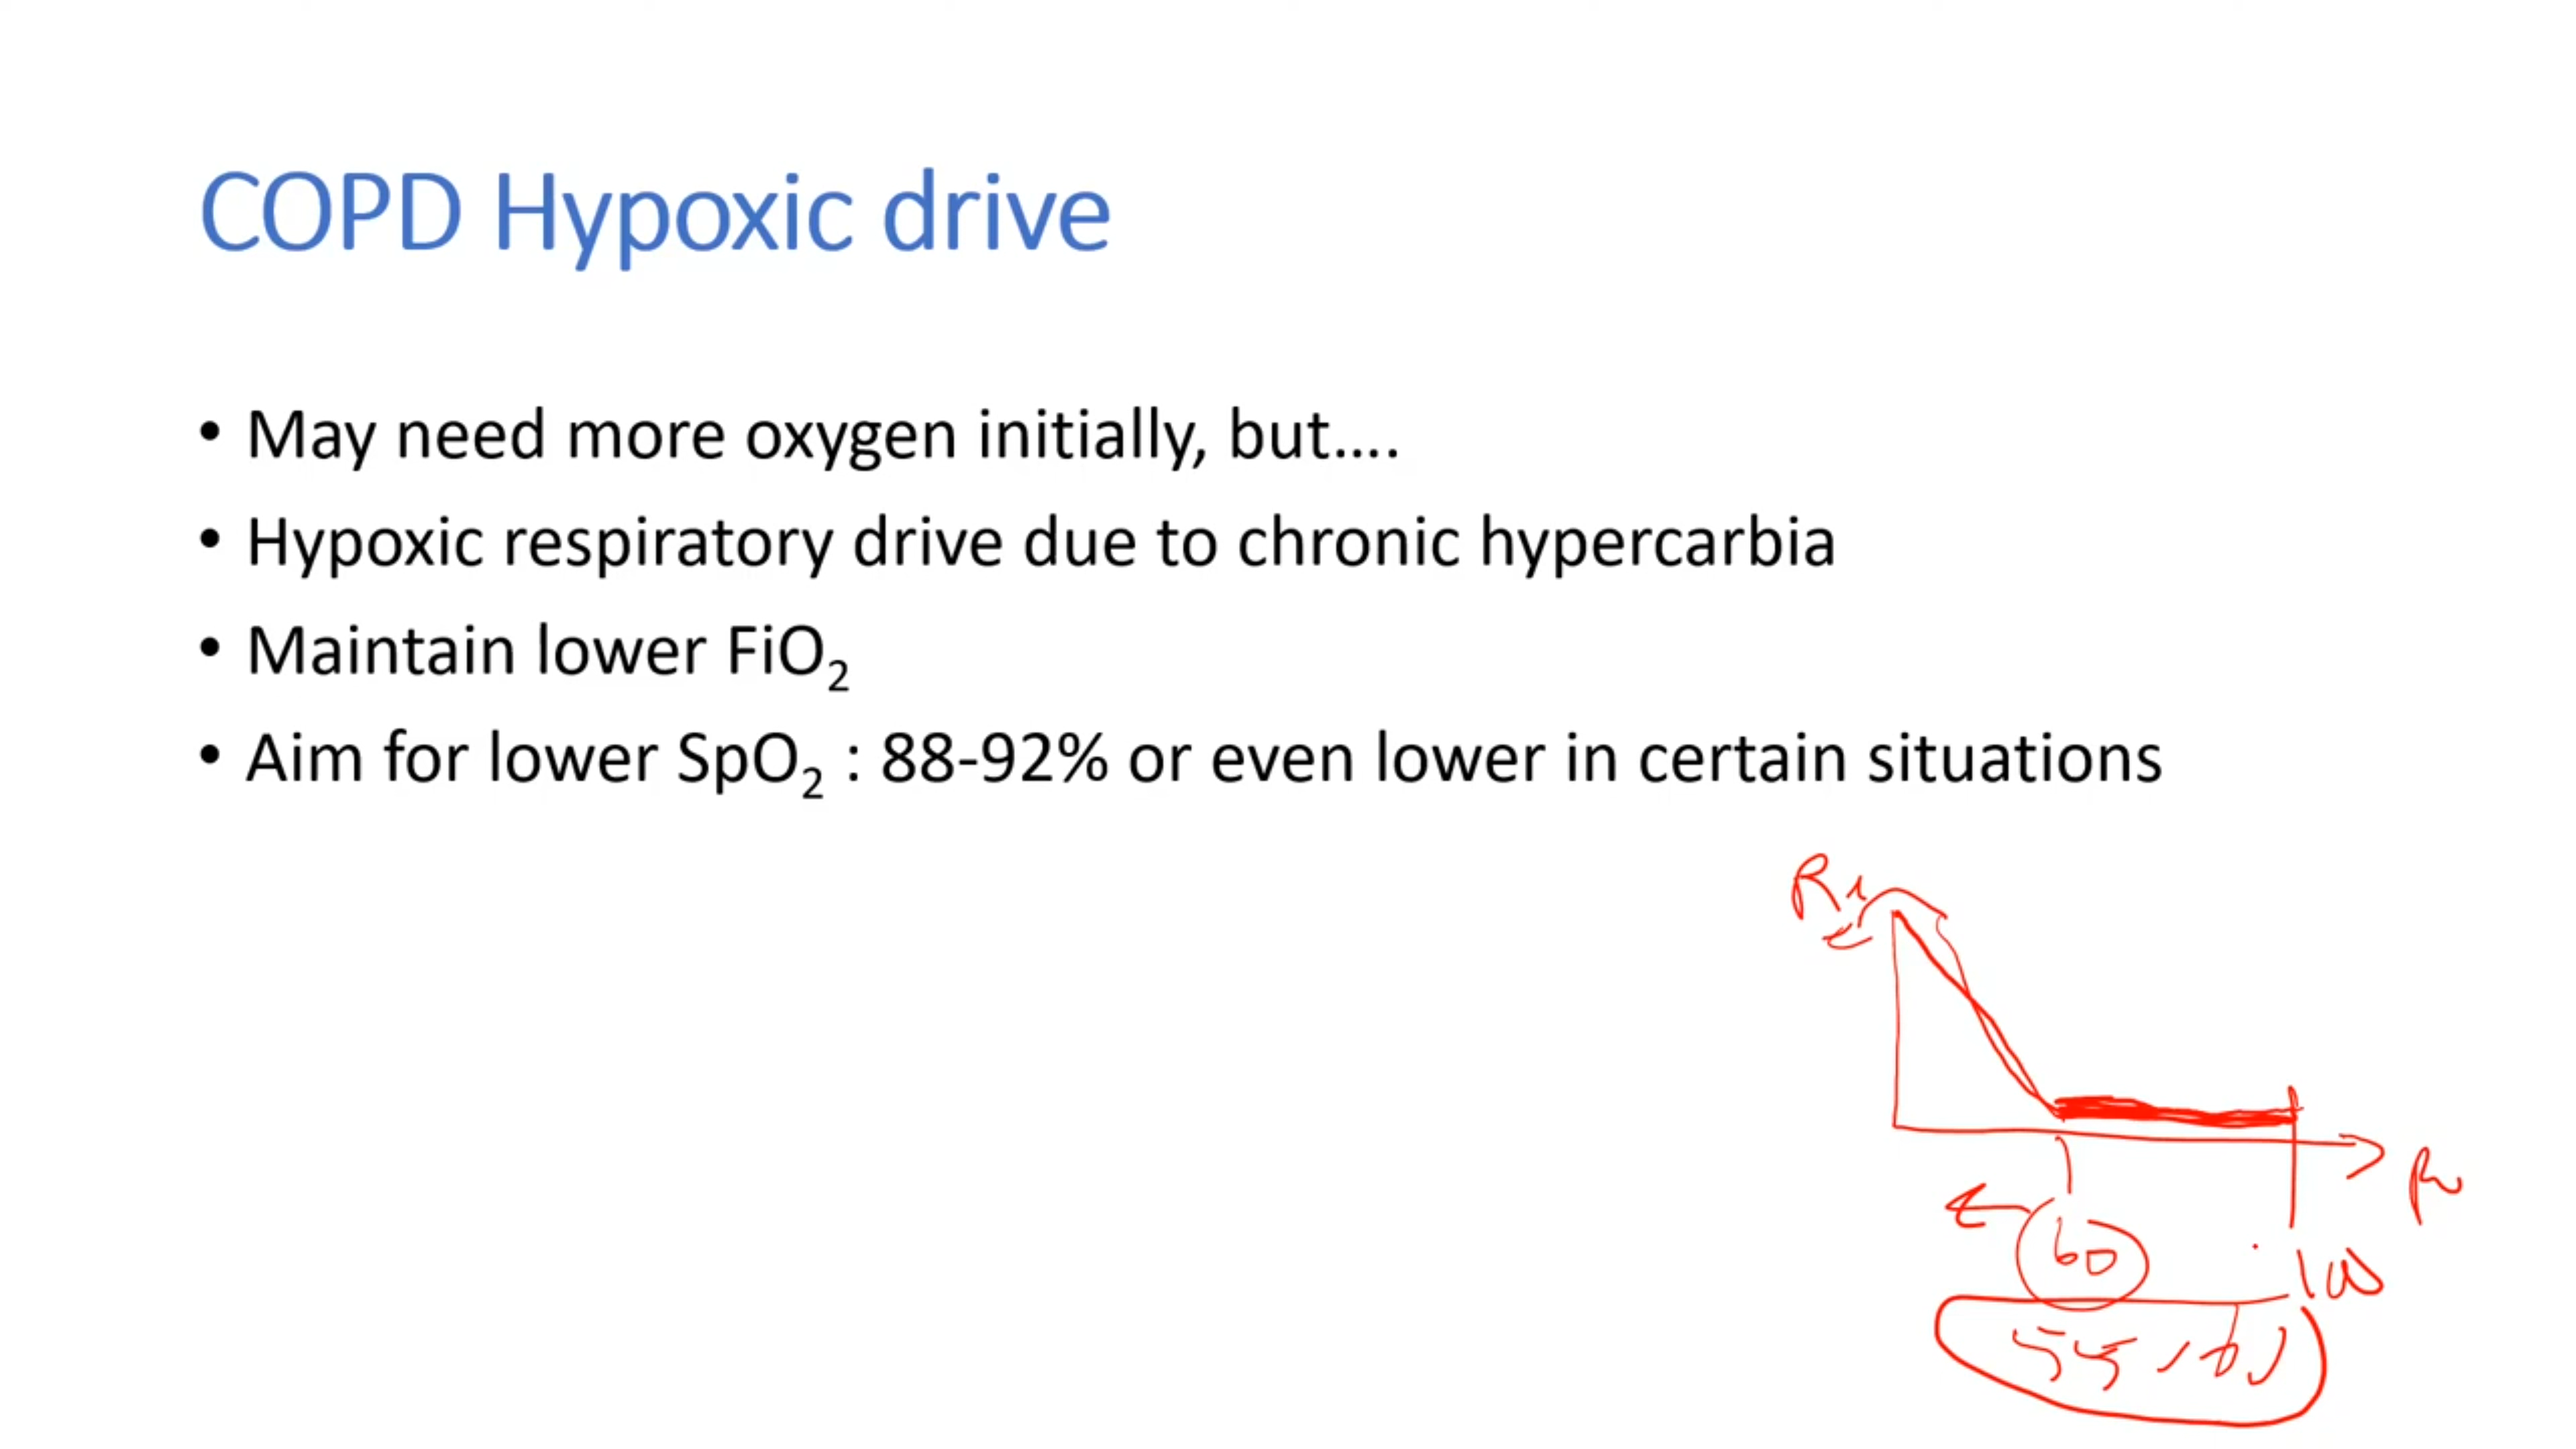 COPD Hypoxic drive
• May need more oxygen initially, but....
• Hypoxic respiratory drive due to chronic hypercarbia
• Maintain lower FiO₂
• Aim for lower SpO₂ : 88-92% or even lower in certain situations
60
100
55